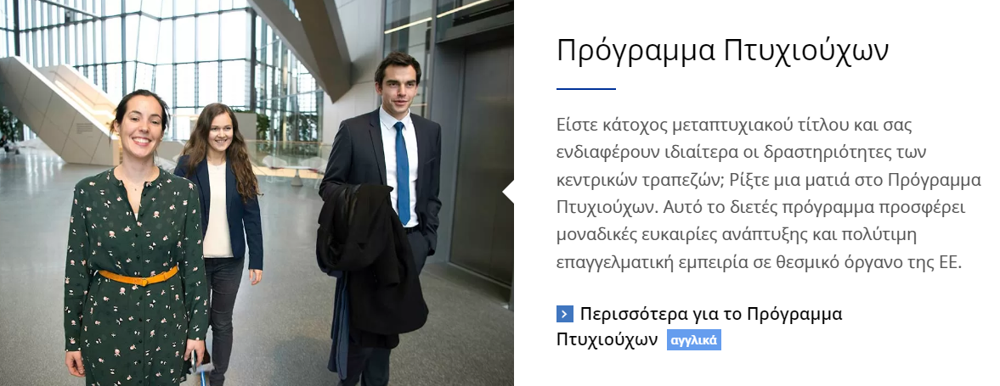 Πρόγραμμα Πτυχιούχων
Είστε κάτοχος μεταπτυχιακού τίτλου και σας
ενδιαφέρουν ιδιαίτερα οι δραστηριότητες των
κεντρικών τραπεζών; Ρίξτε μια ματιά στο Πρόγραμμα
Πτυχιούχων. Αυτό το διετές πρόγραμμα προσφέρει
μοναδικές ευκαιρίες ανάπτυξης και πολύτιμη
επαγγελματική εμπειρία σε θεσμικό όργανο της ΕΕ.
Περισσότερα για το Πρόγραμμα
Πτυχιούχων αγγλικά